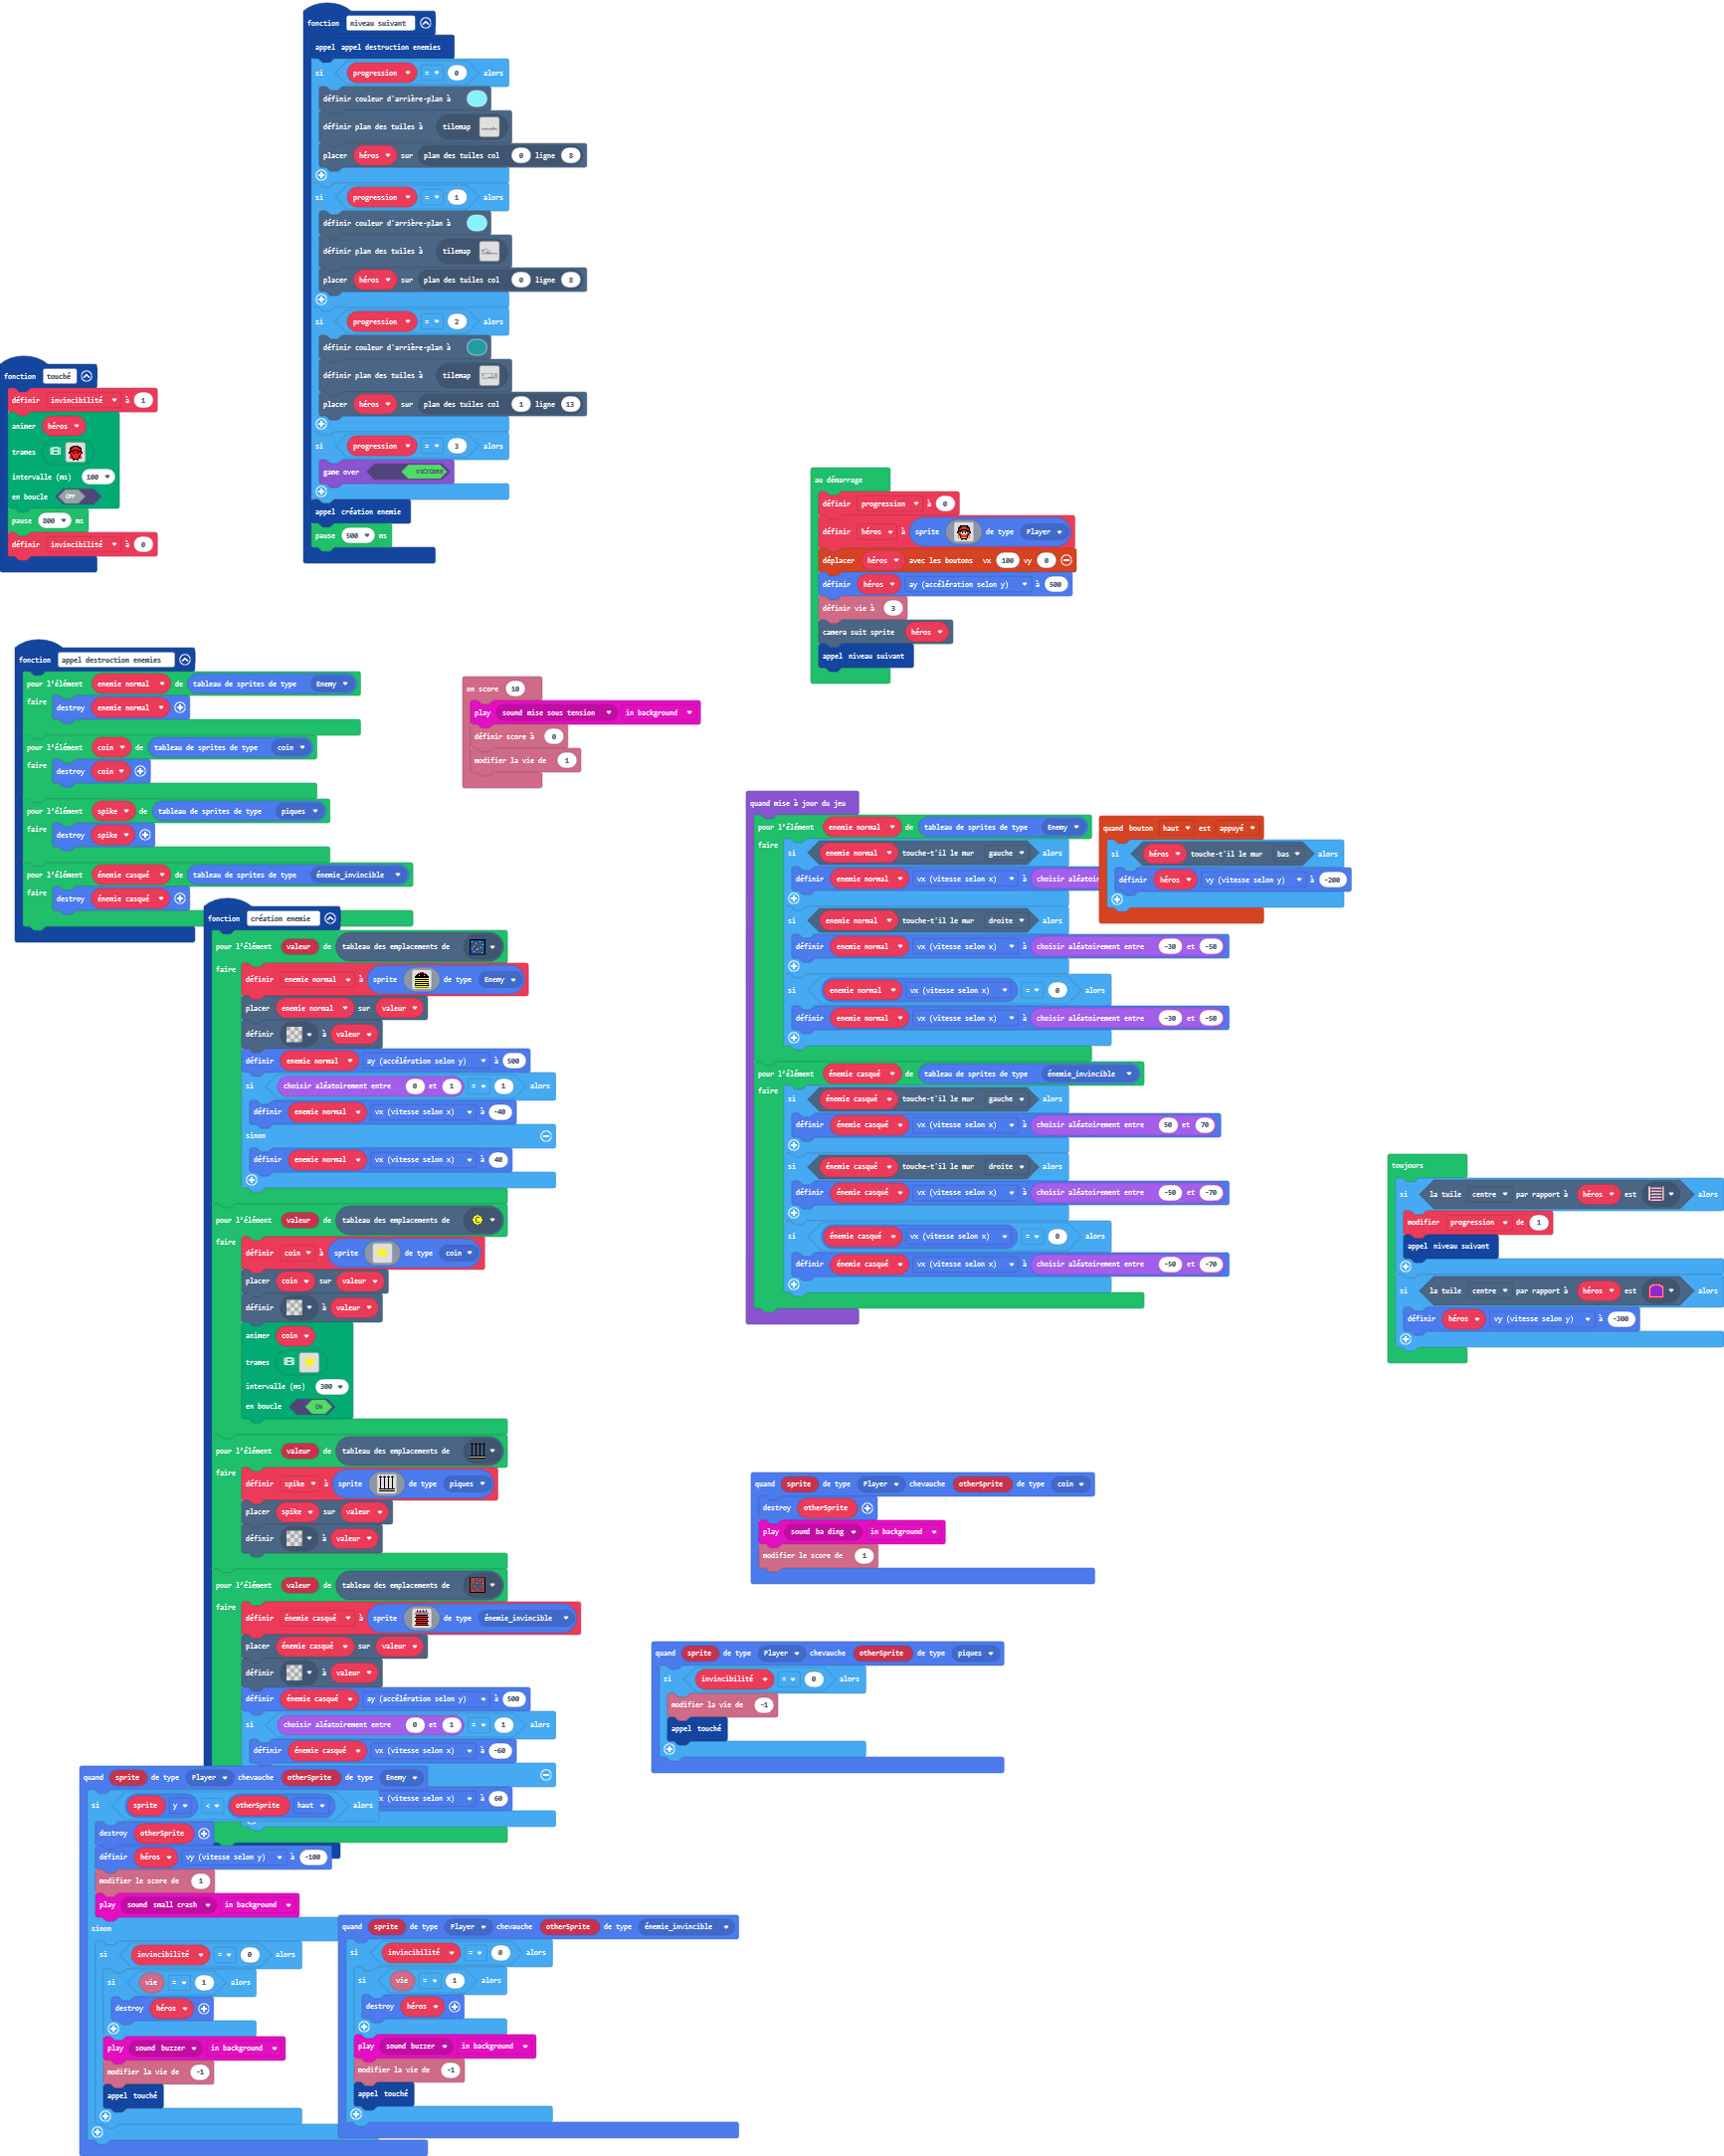 fonction niveau suivant
appel appel destruction enemies
si progression = 0 alors
définir couleur d'arrière-plan à
définir plan des tuiles à tilemap
placer héros sur plan des tuiles col 0 ligne 8
si progression = 1 alors
définir couleur d'arrière-plan à
définir plan des tuiles à tilemap
placer héros sur plan des tuiles col 0 ligne 8
si progression = 2 alors
définir couleur d'arrière-plan à
définir plan des tuiles à tilemap
placer héros sur plan des tuiles col 1 ligne 13
si progression = 3 alors
game over VICTOIRE
appel création enemie
pause 500 ms
fonction touché
définir invincibilité à 1
animer héros
trames
intervalle (ms) 100
en boucle OFF
pause 800 ms
définir invincibilité à 0
au démarrage
définir progression à 0
définir héros à sprite de type Player
déplacer héros avec les boutons vx 100 vy 0
définir héros ay (accélération selon y) à 500
définir vie à 3
camera suit sprite héros
appel niveau suivant
fonction appel destruction enemies
pour l'élément enemie normal de tableau de sprites de type Enemy
faire
destroy enemie normal
pour l'élément coin de tableau de sprites de type coin
faire
destroy coin
pour l'élément spike de tableau de sprites de type piques
faire
destroy spike
pour l'élément énemie casqué de tableau de sprites de type énemie_invincible
faire
destroy énemie casqué
on score 10
play sound mise sous tension in background
définir score à 0
modifier la vie de 1
quand mise à jour du jeu
pour l'élément enemie normal de tableau de sprites de type Enemy
faire
si enemie normal touche-t'il le mur gauche alors
définir enemie normal vx (vitesse selon x) à choisir aléatoir
si enemie normal touche-t'il le mur droite alors
définir enemie normal vx (vitesse selon x) à choisir aléatoirement entre -30 et -50
si enemie normal vx (vitesse selon x) = 0 alors
définir enemie normal vx (vitesse selon x) à choisir aléatoirement entre -30 et -50
pour l'élément énemie casqué de tableau de sprites de type énemie_invincible
faire
si énemie casqué touche-t'il le mur gauche alors
définir énemie casqué vx (vitesse selon x) à choisir aléatoirement entre 50 et 70
si énemie casqué touche-t'il le mur droite alors
définir énemie casqué vx (vitesse selon x) à choisir aléatoirement entre -50 et -70
si énemie casqué vx (vitesse selon x) = 0 alors
définir énemie casqué vx (vitesse selon x) à choisir aléatoirement entre -50 et -70
quand bouton haut est appuyé
si héros touche-t'il le mur bas alors
définir héros vy (vitesse selon y) à -200
fonction création enemie
pour l'élément valeur de tableau des emplacements de
faire
définir enemie normal à sprite de type Enemy
placer enemie normal sur valeur
définir à valeur
définir enemie normal ay (accélération selon y) à 500
si choisir aléatoirement entre 0 et 1 = 1 alors
définir enemie normal vx (vitesse selon x) à -40
sinon
définir enemie normal vx (vitesse selon x) à 40
pour l'élément valeur de tableau des emplacements de
faire
définir coin à sprite de type coin
placer coin sur valeur
définir à valeur
animer coin
trames
intervalle (ms) 300
en boucle ON
pour l'élément valeur de tableau des emplacements de
faire
définir spike à sprite de type piques
placer spike sur valeur
définir à valeur
pour l'élément valeur de tableau des emplacements de
faire
définir énemie casqué à sprite de type énemie_invincible
placer énemie casqué sur valeur
définir à valeur
définir énemie casqué ay (accélération selon y) à 500
si choisir aléatoirement entre 0 et 1 = 1 alors
définir énemie casqué vx (vitesse selon x) à -60
x (vitesse selon x) à 60
toujours
si la tuile centre par rapport à héros est alors
modifier progression de 1
appel niveau suivant
si la tuile centre par rapport à héros est alors
définir héros vy (vitesse selon y) à -300
quand sprite de type Player chevauche otherSprite de type coin
destroy otherSprite
play sound ba ding in background
modifier le score de 1
quand sprite de type Player chevauche otherSprite de type piques
si invincibilité = 0 alors
modifier la vie de -1
appel touché
quand sprite de type Player chevauche otherSprite de type Enemy
si sprite y < otherSprite haut alors
destroy otherSprite
définir héros vy (vitesse selon y) à -100
modifier le score de 1
play sound small crash in background
sinon
si invincibilité = 0 alors
si vie = 1 alors
destroy héros
play sound buzzer in background
modifier la vie de -1
appel touché
quand sprite de type Player chevauche otherSprite de type énemie_invincible
si invincibilité = 0 alors
si vie = 1 alors
destroy héros
play sound buzzer in background
modifier la vie de -1
appel touché